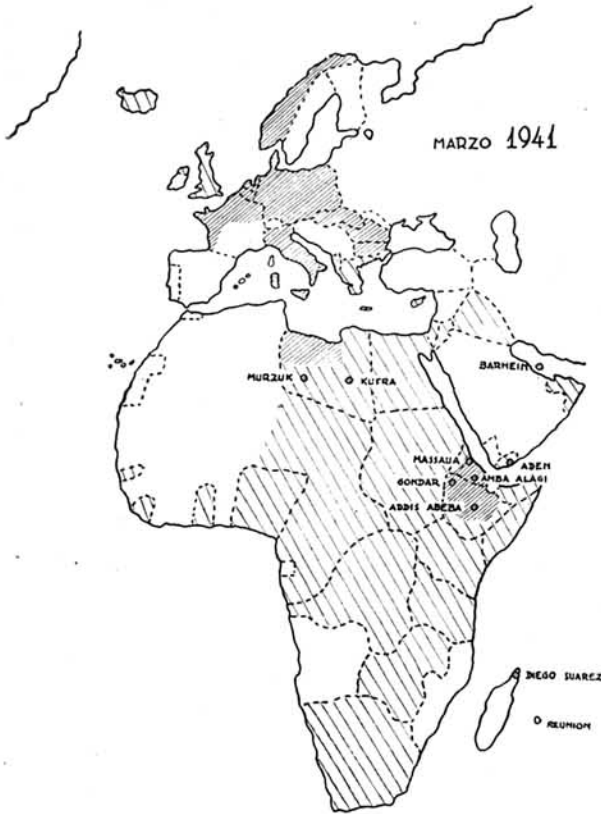 MARZO 1941
BARHEIN
MURZUK
KUFRA
MASSAUA
ADEN
GONDAR
AMBA ALAGI
ADDIS ABEBA
DIEGO SUAREZ
REUNION